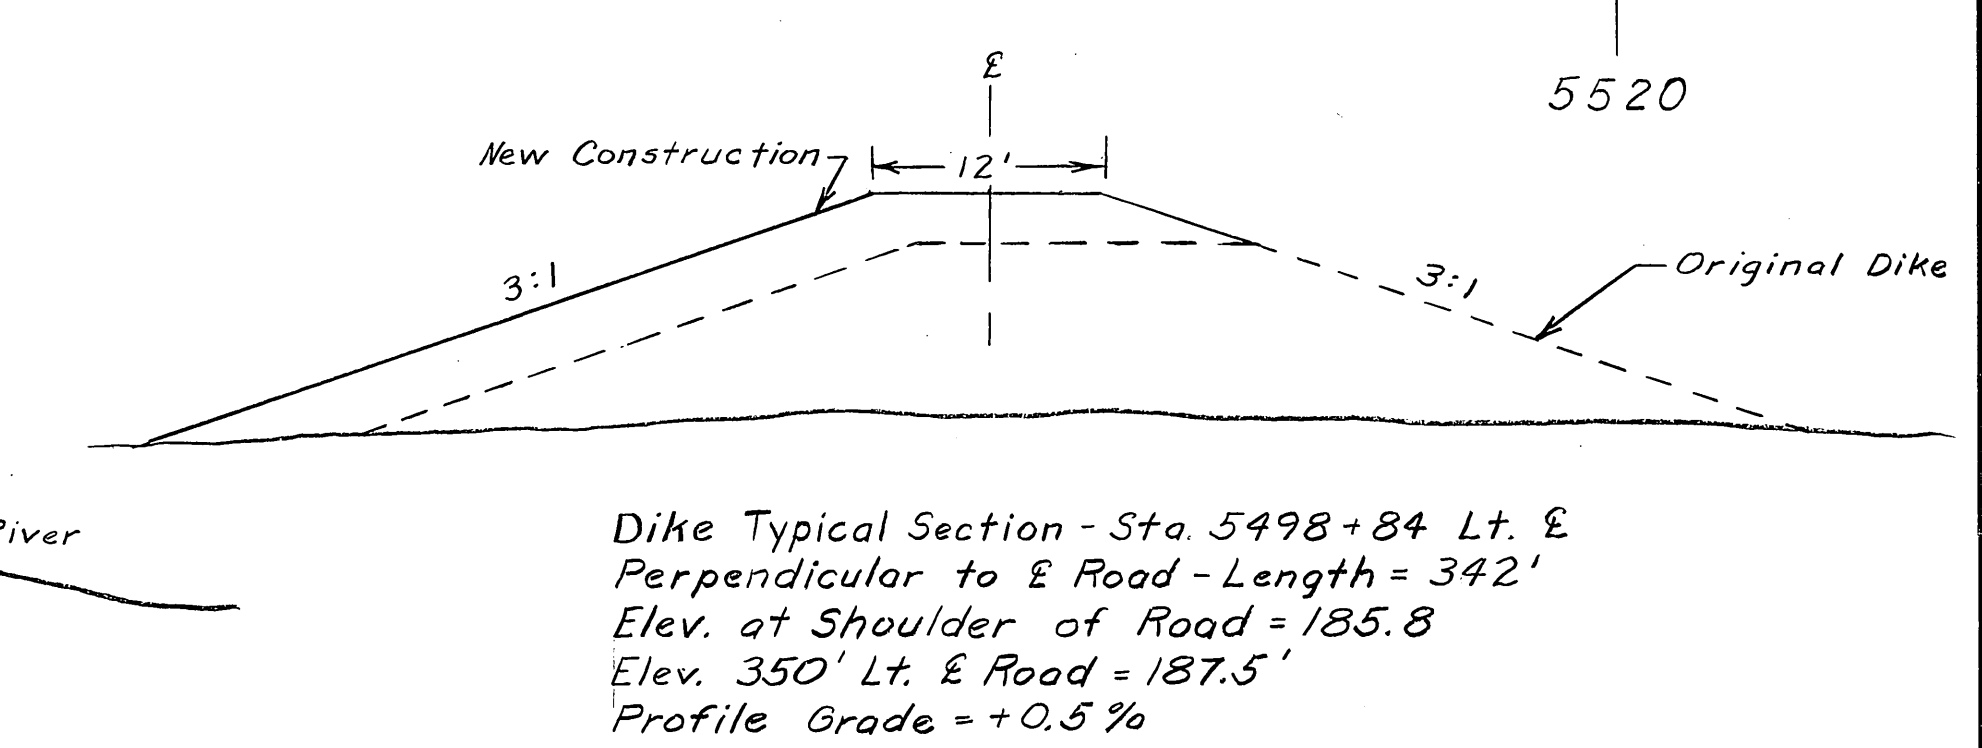 ℄
5520
New Construction
12'
3:1
3:1
Original Dike
River
Dike Typical Section - Sta. 5498+84 Lt. ℄
Perpendicular to ℄ Road - Length = 342'
Elev. at Shoulder of Road = 185.8
Elev. 350' Lt. ℄ Road = 187.5'
Profile Grade = +0.5%